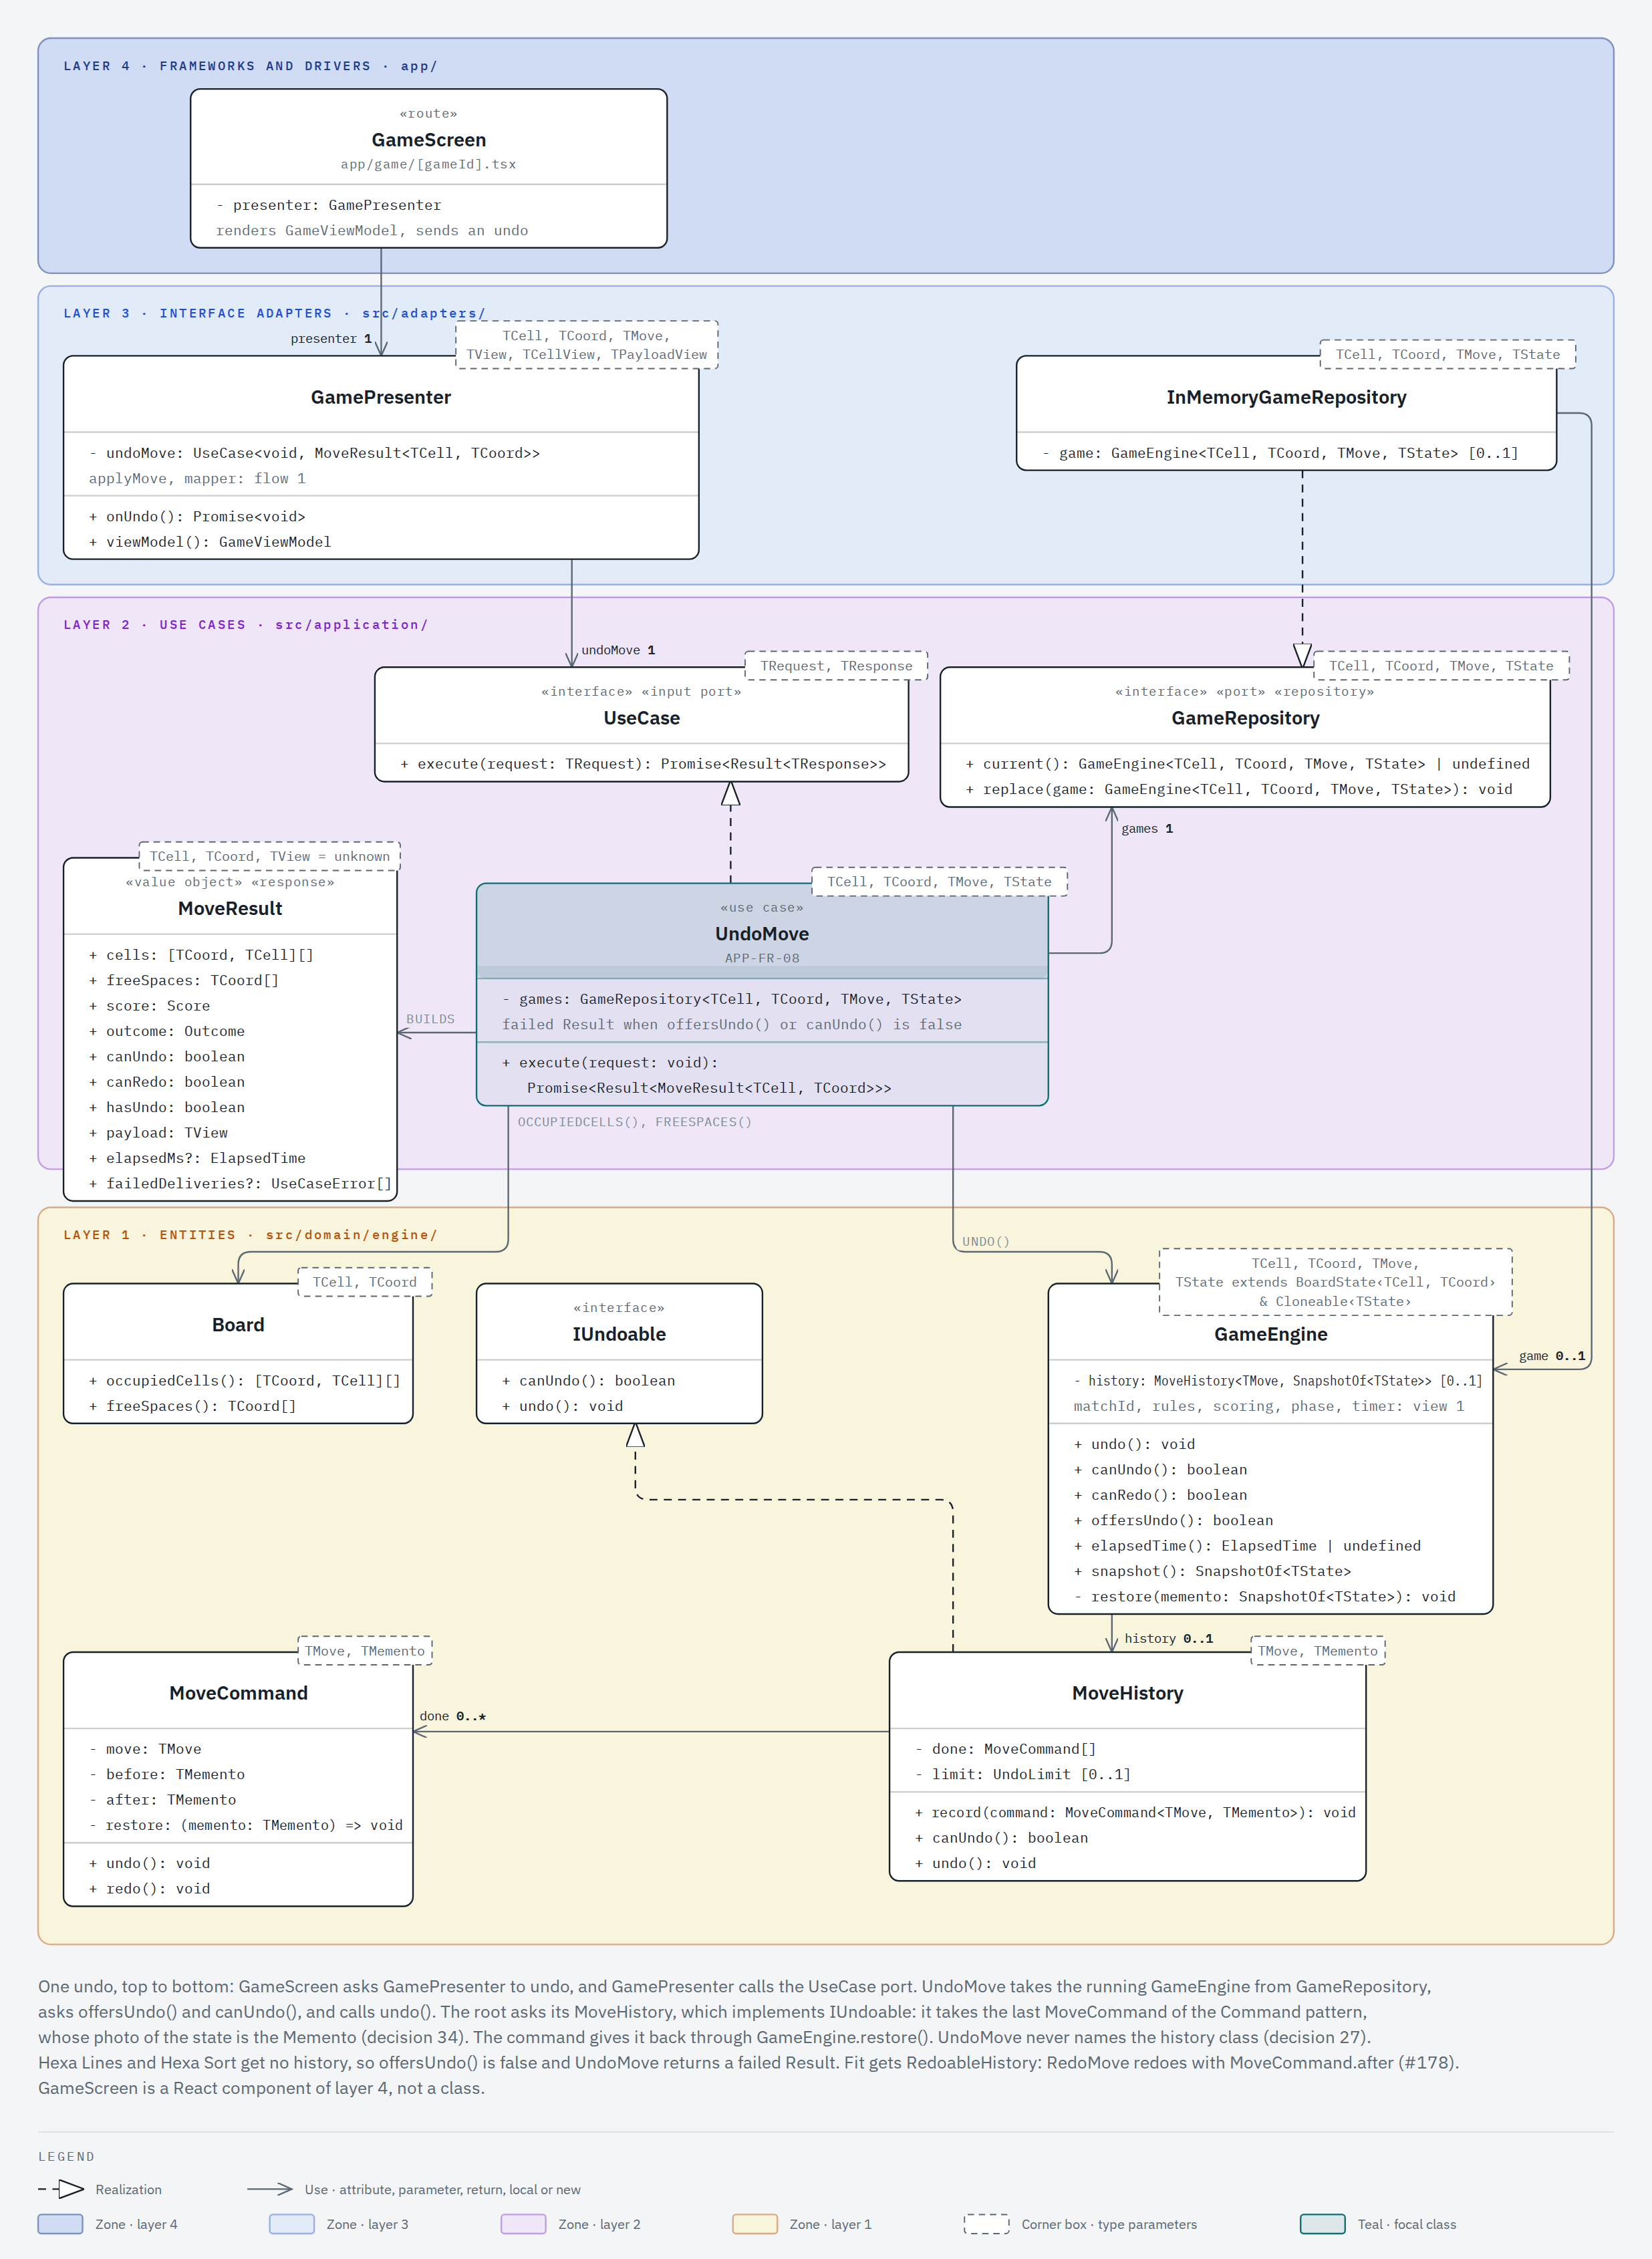 LAYER 4 · FRAMEWORKS AND DRIVERS · app/
«route»
GameScreen
app/game/[gameId].tsx
- presenter: GamePresenter
renders GameViewModel, sends an undo
LAYER 3 · INTERFACE ADAPTERS · src/adapters/
presenter 1
TCell, TCoord, TMove,
TView, TCellView, TPayloadView
GamePresenter
- undoMove: UseCase<void, MoveResult<TCell, TCoord>>
applyMove, mapper: flow 1
+ onUndo(): Promise<void>
+ viewModel(): GameViewModel
TCell, TCoord, TMove, TState
InMemoryGameRepository
- game: GameEngine<TCell, TCoord, TMove, TState> [0..1]
LAYER 2 · USE CASES · src/application/
undoMove 1
TRequest, TResponse
«interface» «input port»
UseCase
+ execute(request: TRequest): Promise<Result<TResponse>>
TCell, TCoord, TMove, TState
«interface» «port» «repository»
GameRepository
+ current(): GameEngine<TCell, TCoord, TMove, TState> | undefined
+ replace(game: GameEngine<TCell, TCoord, TMove, TState>): void
games 1
TCell, TCoord, TView = unknown
«value object» «response»
MoveResult
+ cells: [TCoord, TCell][]
+ freeSpaces: TCoord[]
+ score: Score
+ outcome: Outcome
+ canUndo: boolean
+ canRedo: boolean
+ hasUndo: boolean
+ payload: TView
+ elapsedMs?: ElapsedTime
+ failedDeliveries?: UseCaseError[]
BUILDS
TCell, TCoord, TMove, TState
«use case»
UndoMove
APP-FR-08
- games: GameRepository<TCell, TCoord, TMove, TState>
failed Result when offersUndo() or canUndo() is false
+ execute(request: void):
Promise<Result<MoveResult<TCell, TCoord>>>
OCCUPIEDCELLS(), FREESPACES()
LAYER 1 · ENTITIES · src/domain/engine/
UNDO()
TCell, TCoord
Board
+ occupiedCells(): [TCoord, TCell][]
+ freeSpaces(): TCoord[]
«interface»
IUndoable
+ canUndo(): boolean
+ undo(): void
TCell, TCoord, TMove,
TState extends BoardState‹TCell, TCoord›
& Cloneable‹TState›
GameEngine
game 0..1
- history: MoveHistory<TMove, SnapshotOf<TState>> [0..1]
matchId, rules, scoring, phase, timer: view 1
+ undo(): void
+ canUndo(): boolean
+ canRedo(): boolean
+ offersUndo(): boolean
+ elapsedTime(): ElapsedTime | undefined
+ snapshot(): SnapshotOf<TState>
- restore(memento: SnapshotOf<TState>): void
history 0..1
TMove, TMemento
MoveCommand
- move: TMove
- before: TMemento
- after: TMemento
- restore: (memento: TMemento) => void
+ undo(): void
+ redo(): void
done 0..*
TMove, TMemento
MoveHistory
- done: MoveCommand[]
- limit: UndoLimit [0..1]
+ record(command: MoveCommand<TMove, TMemento>): void
+ canUndo(): boolean
+ undo(): void
One undo, top to bottom: GameScreen asks GamePresenter to undo, and GamePresenter calls the UseCase port. UndoMove takes the running GameEngine from GameRepository,
asks offersUndo() and canUndo(), and calls undo(). The root asks its MoveHistory, which implements IUndoable: it takes the last MoveCommand of the Command pattern,
whose photo of the state is the Memento (decision 34). The command gives it back through GameEngine.restore(). UndoMove never names the history class (decision 27).
Hexa Lines and Hexa Sort get no history, so offersUndo() is false and UndoMove returns a failed Result. Fit gets RedoableHistory: RedoMove redoes with MoveCommand.after (#178).
GameScreen is a React component of layer 4, not a class.
LEGEND
Realization
Use · attribute, parameter, return, local or new
Zone · layer 4
Zone · layer 3
Zone · layer 2
Zone · layer 1
Corner box · type parameters
Teal · focal class